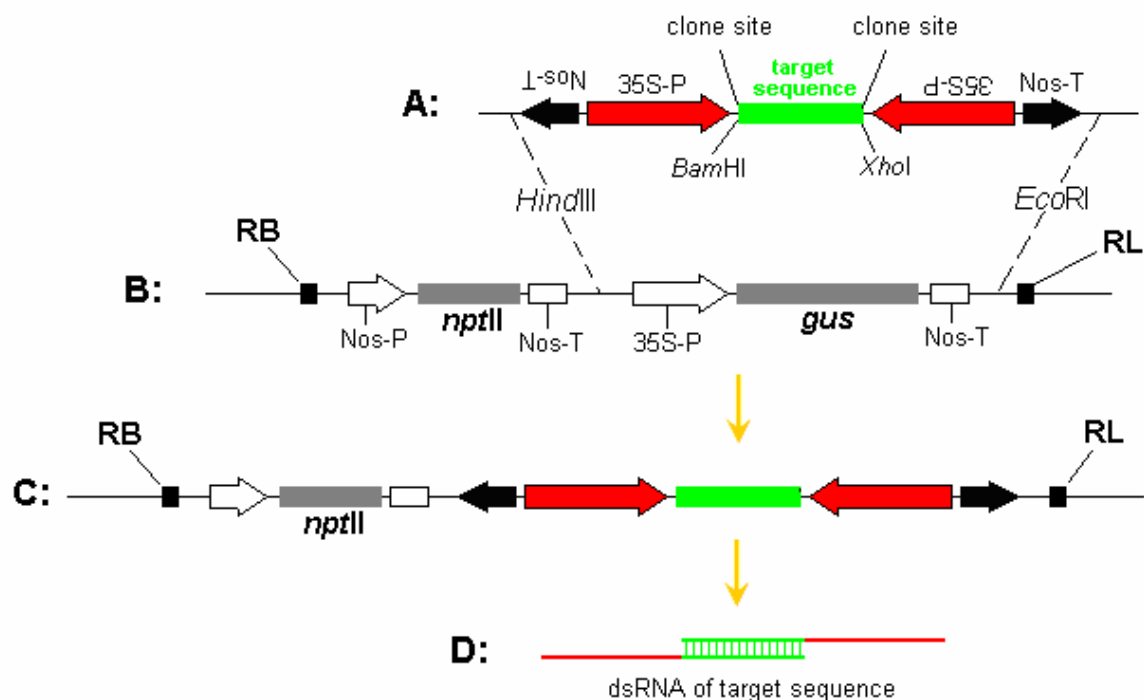 clone site
clone site
target
sequence
A:
Nos-T
35S-P
35S-P
Nos-T
BamHI
XhoI
HindIII
EcoRI
RB
RL
B:
Nos-P
nptII
Nos-T
35S-P
gus
Nos-T
RB
RL
C:
nptII
D:
dsRNA of target sequence